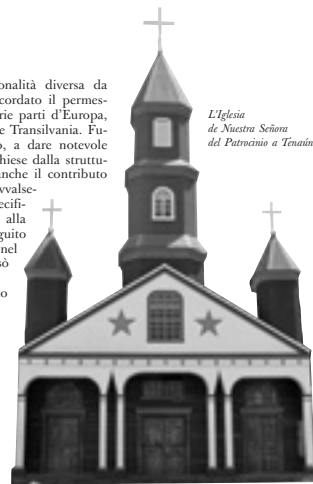 onalità diversa da
cordato il permes-
rie parti d'Europa,
e Transilvania. Fu-
o, a dare notevole
hiese dalla struttu-
anche il contributo
vvalse-
ecifi-
alla
guito
nel
sò
o
L'Iglesia
de Nuestra Señora
del Patrocinio a Tenaún